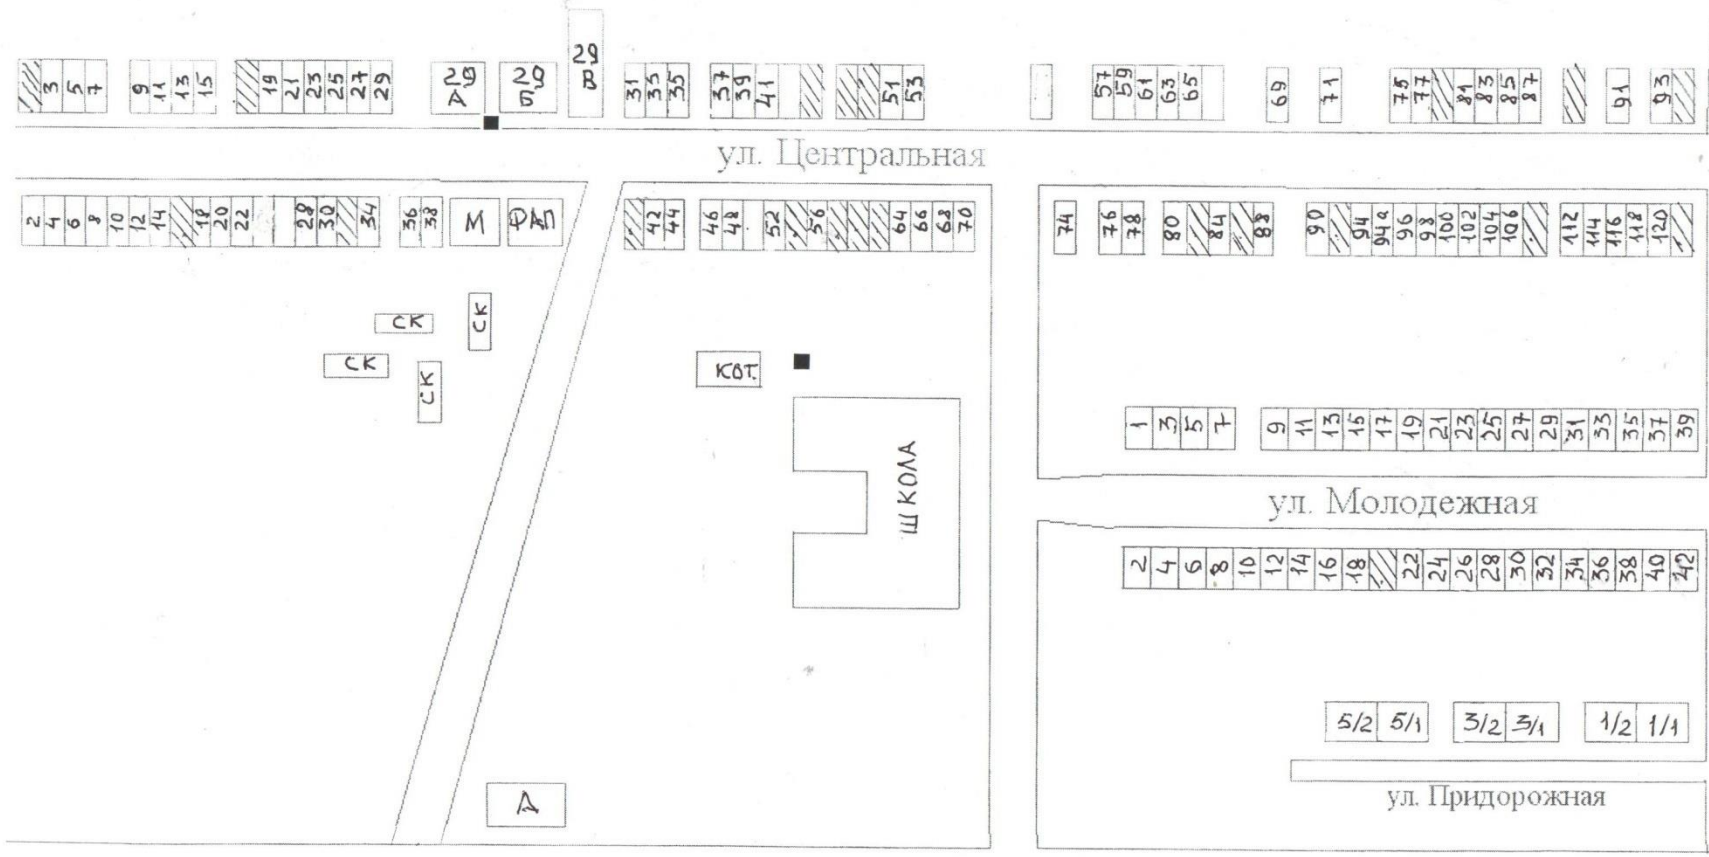 3 5 7 9 11 13 15 19 21 23 25 27 29 29 А 29 Б 29 В 31 33 35 37 39 41 51 53 57 59 61 63 65 69 71 75 77 81 83 85 87 91 93
ул. Центральная
2 4 6 8 10 12 14 18 20 22 28 30 34 36 38 М ФАП 42 44 46 48 52 56 64 66 68 70 74 76 78 80 84 88 90 94 94а 96 98 100 102 104 106 112 114 116 118 120
СК
СК
СК
СК
КОТ.
ШКОЛА
1 3 5 7 9 11 13 15 17 19 21 23 25 27 29 31 33 35 37 39
ул. Молодежная
2 4 6 8 10 12 14 16 18 22 24 26 28 30 32 34 36 38 40 42
5/2 5/1 3/2 3/1 1/2 1/1
ул. Придорожная
Д